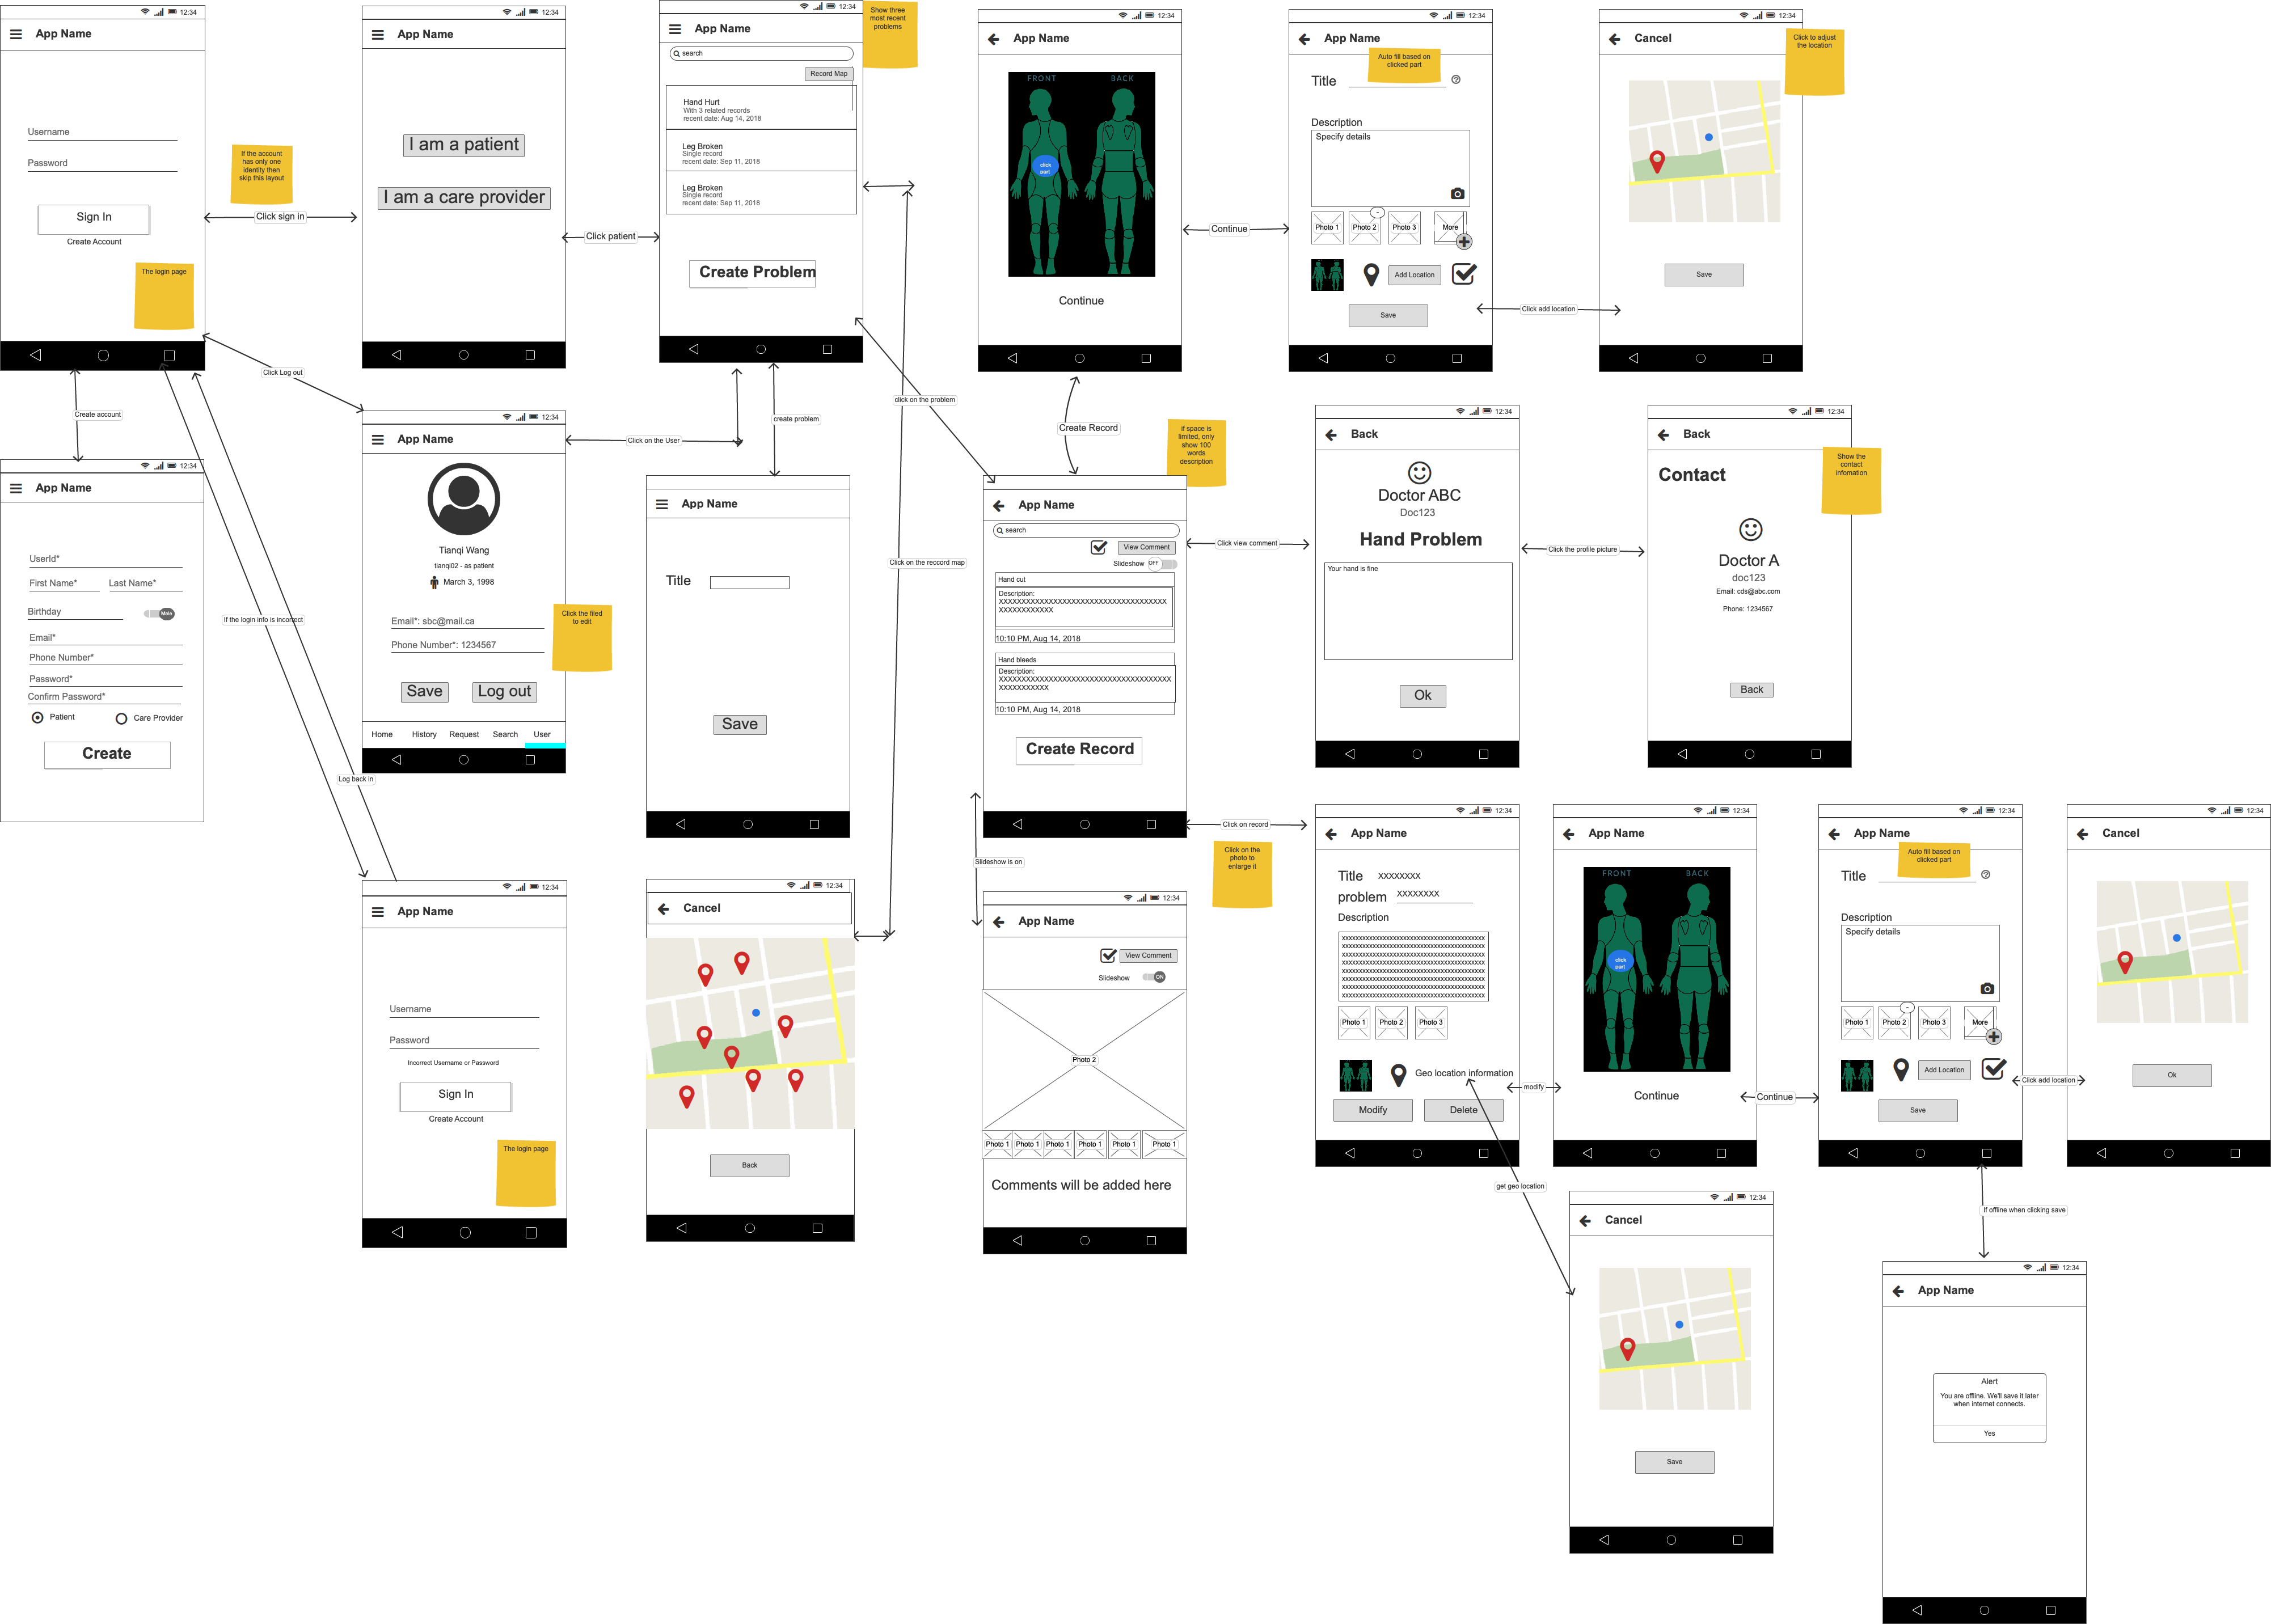 12:34
App Name
Username
Password
Sign In
Create Account
The login page
If the account
has only one
identity then
skip this layout
Click sign in
12:34
App Name
I am a patient
I am a care provider
Click patient
12:34
App Name
search
Record Map
Hand Hurt
With 3 related records
recent date: Aug 14, 2018
Leg Broken
Single record
recent date: Sep 11, 2018
Leg Broken
Single record
recent date: Sep 11, 2018
Create Problem
Show three
most recent
problems
12:34
App Name
FRONT
BACK
click
part
Continue
Continue
12:34
App Name
Auto fill based on
clicked part
Title
Description
Specify details
Photo 1
Photo 2
-
Photo 3
More
Add Location
Save
Click add location
12:34
Cancel
Click to adjust
the location
Save
Click Log out
Create account
12:34
App Name
UserId*
First Name*
Last Name*
Birthday
Male
Email*
Phone Number*
Password*
Confirm Password*
Patient
Care Provider
Create
If the login info is incorrect
Log back in
12:34
App Name
Tianqi Wang
tianqi02 - as patient
March 3, 1998
Email*: sbc@mail.ca
Phone Number*: 1234567
Save
Log out
Home
History
Request
Search
User
Click the filed
to edit
Click on the User
create problem
App Name
Title
Save
click on the problem
Click on the reccord map
Create Record
if space is
limited, only
show 100
words
description
App Name
search
View Comment
Slideshow
OFF
Hand cut
Description:
XXXXXXXXXXXXXXXXXXXXXXXXXXXXXXXXXXXXX
XXXXXXXXXXXX
10:10 PM, Aug 14, 2018
Hand bleeds
Description:
XXXXXXXXXXXXXXXXXXXXXXXXXXXXXXXXXXXXXX
XXXXXXXXXXX
10:10 PM, Aug 14, 2018
Create Record
Click view comment
12:34
Back
Doctor ABC
Doc123
Hand Problem
Your hand is fine
Ok
Click the profile picture
12:34
Back
Contact
Doctor A
doc123
Email: cds@abc.com
Phone: 1234567
Back
Show the
contact
infomation
12:34
App Name
Username
Password
Incorrect Username or Password
Sign In
Create Account
The login page
12:34
Cancel
Back
Slideshow is on
12:34
App Name
View Comment
Slideshow
ON
Photo 2
Photo 1
Photo 1
Photo 1
Photo 1
Photo 1
Photo 1
Comments will be added here
Click on record
Click on the
photo to
enlarge it
12:34
App Name
Title
XXXXXXXX
problem
XXXXXXXX
Description
XXXXXXXXXXXXXXXXXXXXXXXXXXXXXXXXXXXXXXXXX
XXXXXXXXXXXXXXXXXXXXXXXXXXXXXXXXXXXXXXXXX
XXXXXXXXXXXXXXXXXXXXXXXXXXXXXXXXXXXXXXXXX
XXXXXXXXXXXXXXXXXXXXXXXXXXXXXXXXXXXXXXXXX
XXXXXXXXXXXXXXXXXXXXXXXXXXXXXXXXXXXXXXXXX
XXXXXXXXXXXXXXXXXXXXXXXXXXXXXXXXXXXXXXXXX
XXXXXXXXXXXXXXXXXXXXXXXXXXXXXXXXXXXXXXXXX
XXXXXXXXXXXXXXXXXXXXXXXXXXXXXXXXXXXXXXXXX
Photo 1
Photo 2
Photo 3
Geo location information
Modify
Delete
modify
get geo location
12:34
App Name
FRONT
BACK
click
part
Continue
Continue
12:34
App Name
Auto fill based on
clicked part
Title
Description
Specify details
Photo 1
Photo 2
-
Photo 3
More
Add Location
Save
Click add location
12:34
Cancel
Ok
12:34
Cancel
Save
If offline when clicking save
12:34
App Name
Alert
You are offline. We'll save it later
when internet connects.
Yes